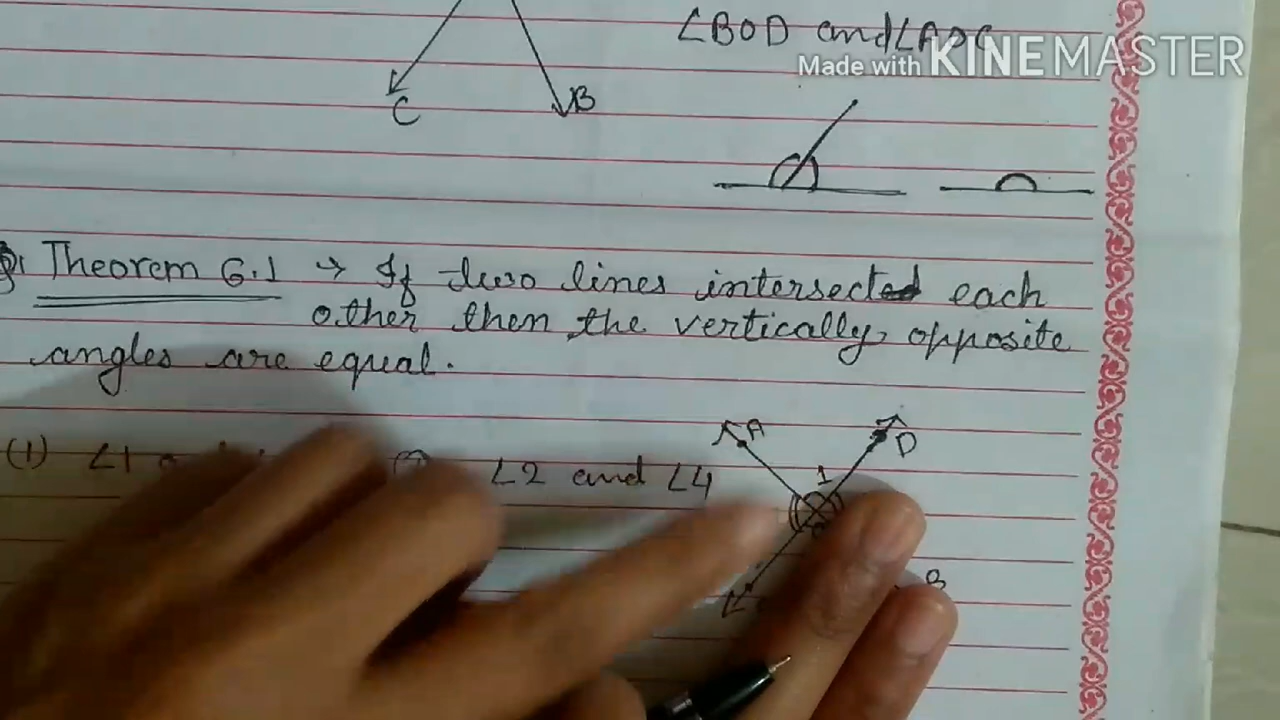 ∠BOD and ∠AOC
Made with KINEMASTER
C
B
Theorem 6.1 → If two lines intersected each
other then the vertically, opposite
angles are equal.
A
D
(1) ∠1
∠2 and ∠4
1
B